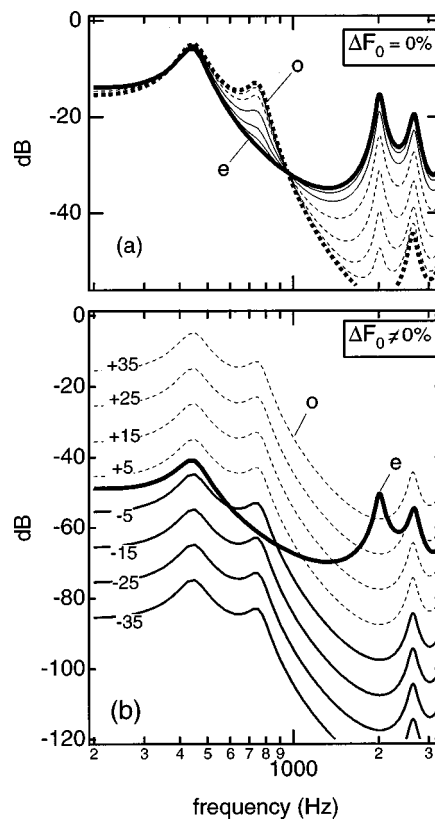 0
ΔF₀ = 0%
o
-20
dB
e
-40
(a)
0
ΔF₀ ≠ 0%
+35
-20
+25
o
+15
-40
+5
e
-5
-60
dB
-15
-25
-80
-35
-100
(b)
-120
2 3 4 5 6 7 8 9 1000 2 3
frequency (Hz)